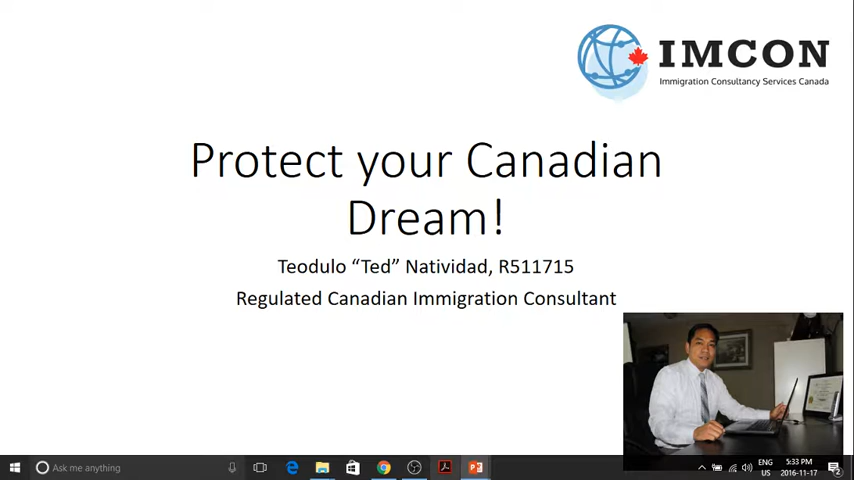 IMCON
Immigration Consultancy Services Canada
Protect your Canadian
Dream!
Teodulo “Ted” Natividad, R511715
Regulated Canadian Immigration Consultant
Ask me anything
ENG
US
5:33 PM
2016-11-17
2